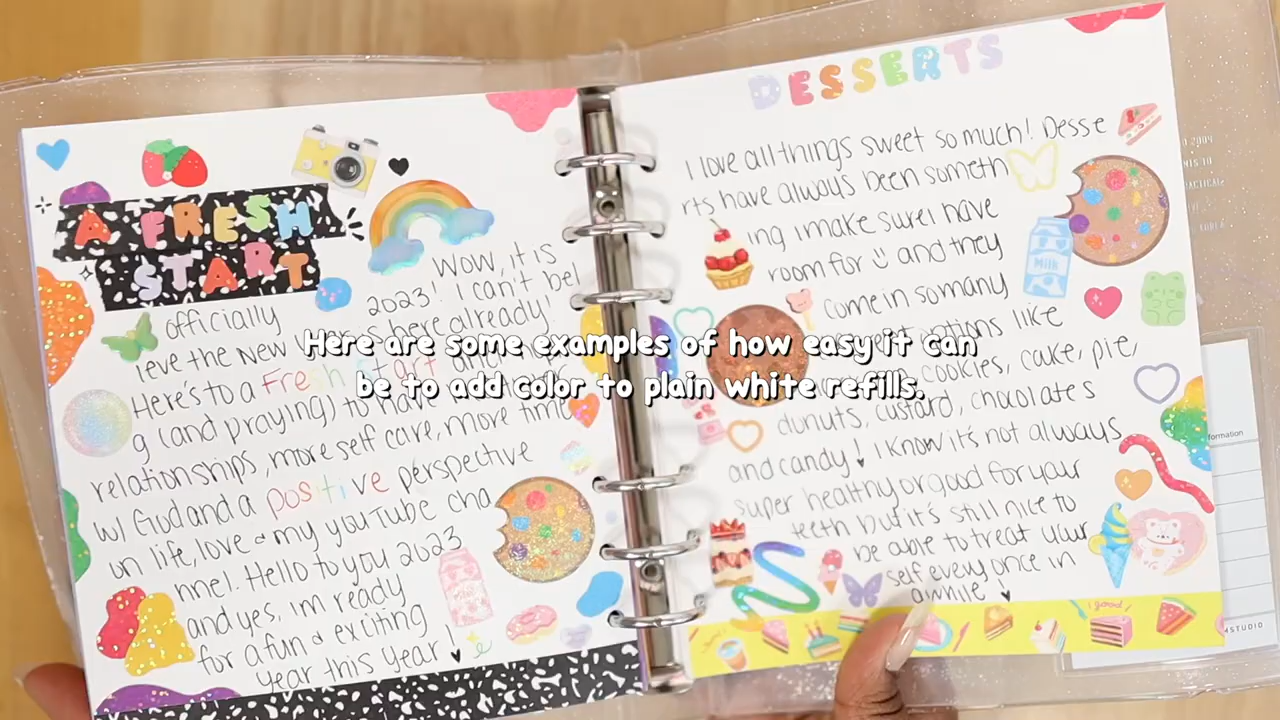 A FRESH
START
Wow, it is
officially 2023! I can't bel
ieve the New is here already!
Here's to a Fresh start
g (and praying) to have
relationships, more self care, more time
w/ God and a positive perspective
on life, love & my youTube cha
nnel. Hello to you 2023
and yes, im ready
for a fun & exciting
year this year!
DESSERTS
I love all things sweet so much! Desse
rts have always been someth
ing i make sure I have
room for and they
come in so many
options like
cookies, cake, pie,
donuts, custard, chocolates
and candy! I know it's not always
super healthy or good for your
teeth but it's still nice to
be able to treat your
self every once in
awhile
Milk
Here are some examples of how easy it can
be to add color to plain white refills.